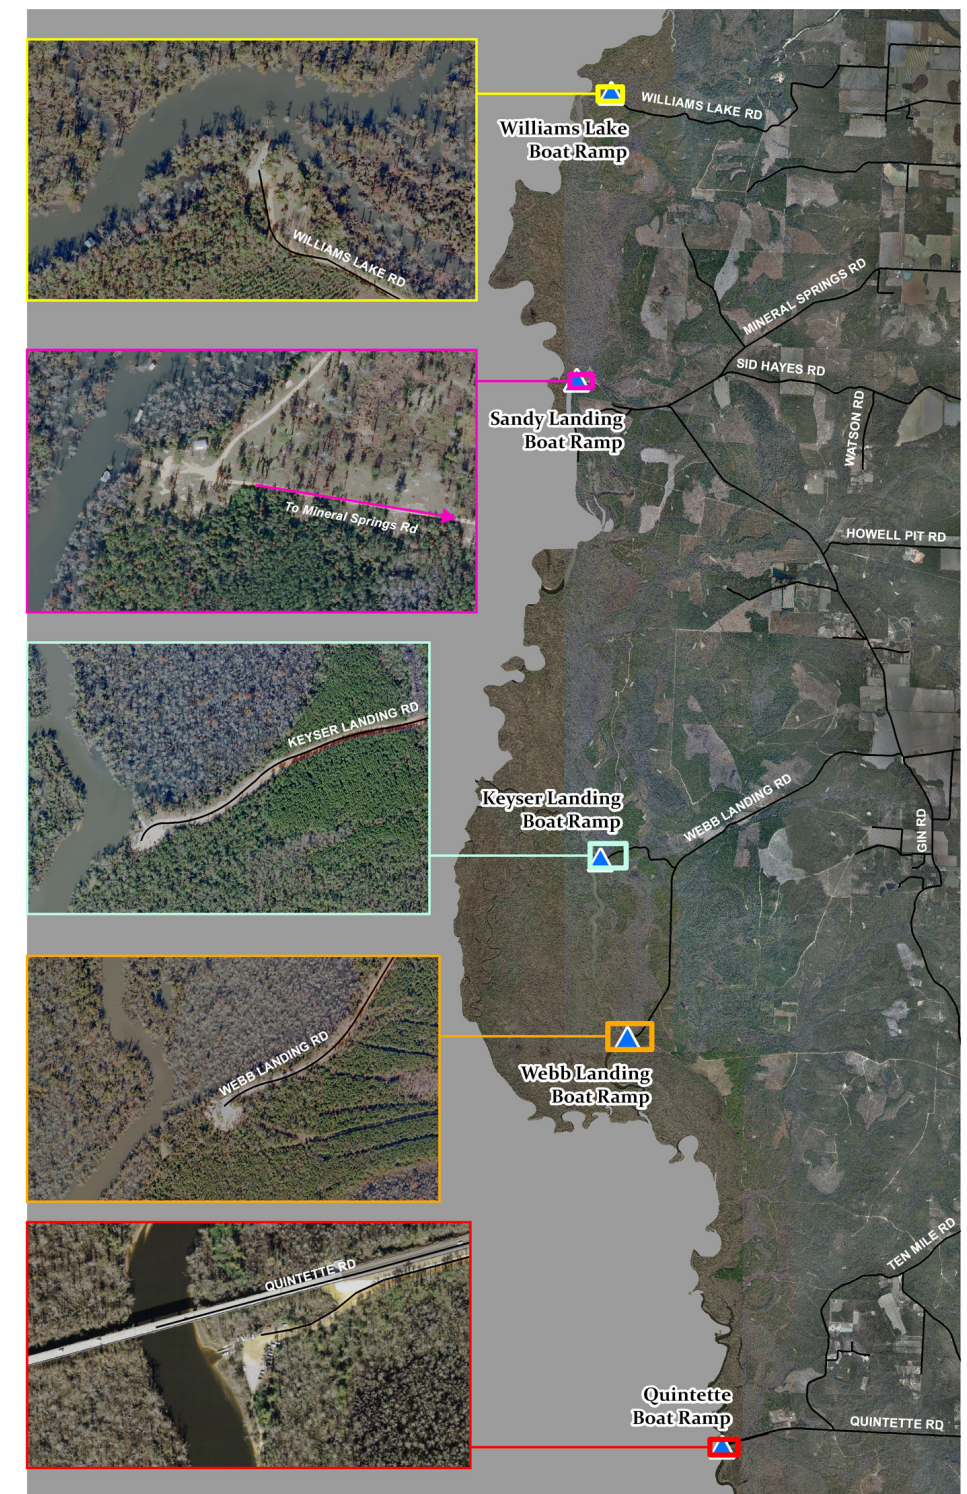 WILLIAMS LAKE RD
Williams Lake
Boat Ramp
WILLIAMS LAKE RD
MINERAL SPRINGS RD
SID HAYES RD
WATSON RD
Sandy Landing
Boat Ramp
To Mineral Springs Rd
HOWELL PIT RD
KEYSER LANDING RD
Keyser Landing
Boat Ramp
WEBB LANDING RD
GIN RD
WEBB LANDING RD
Webb Landing
Boat Ramp
TEN MILE RD
QUINTETTE RD
Quintette
Boat Ramp
QUINTETTE RD